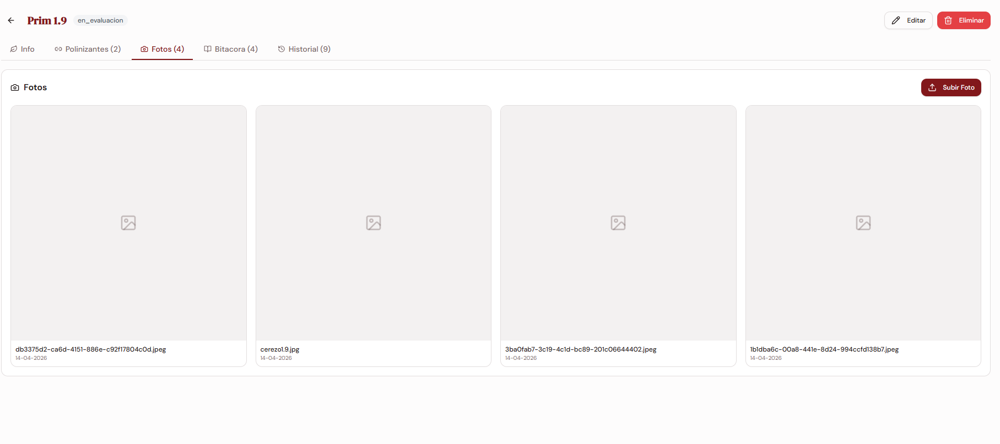 Prim 1.9
en_evaluacion
Editar
Eliminar
Info
Polinizantes (2)
Fotos (4)
Bitacora (4)
Historial (9)
Fotos
Subir Foto
db3375d2-ca6d-4151-886e-c92f17804c0d.jpeg
14-04-2026
cerezo1.9.jpg
14-04-2026
3ba0fab7-3c19-4c1d-bc89-201c06644402.jpeg
14-04-2026
1b1dba6c-00a8-441e-8d24-994ccfd138b7.jpeg
14-04-2026